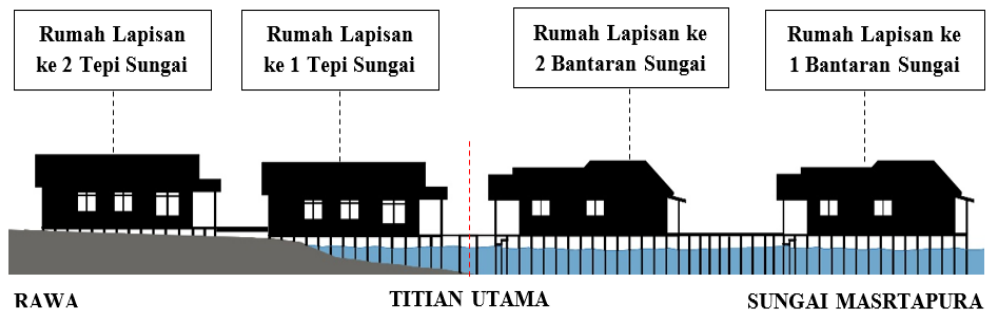 Rumah Lapisan
ke 2 Tepi Sungai
Rumah Lapisan
ke 1 Tepi Sungai
Rumah Lapisan ke
2 Bantaran Sungai
Rumah Lapisan ke
1 Bantaran Sungai
RAWA
TITIAN UTAMA
SUNGAI MASRTAPURA